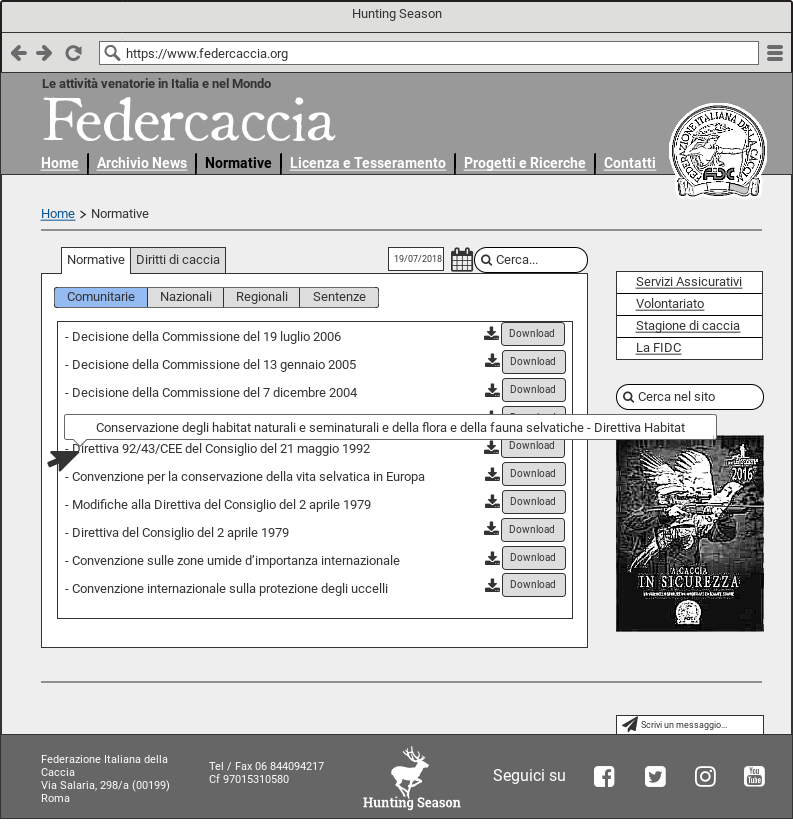 Hunting Season
https://www.federcaccia.org
Le attività venatorie in Italia e nel Mondo
Federcaccia
Home
Archivio News
Normative
Licenza e Tesseramento
Progetti e Ricerche
Contatti
FEDERAZIONE ITALIANA DELLA CACCIA
FIDC
Home > Normative
Normative
Diritti di caccia
19/07/2018
Cerca...
Comunitarie
Nazionali
Regionali
Sentenze
- Decisione della Commissione del 19 luglio 2006
Download
- Decisione della Commissione del 13 gennaio 2005
Download
- Decisione della Commissione del 7 dicembre 2004
Download
Conservazione degli habitat naturali e seminaturali e della flora e della fauna selvatiche - Direttiva Habitat
- Direttiva 92/43/CEE del Consiglio del 21 maggio 1992
Download
- Convenzione per la conservazione della vita selvatica in Europa
Download
- Modifiche alla Direttiva del Consiglio del 2 aprile 1979
Download
- Direttiva del Consiglio del 2 aprile 1979
Download
- Convenzione sulle zone umide d’importanza internazionale
Download
- Convenzione internazionale sulla protezione degli uccelli
Download
Servizi Assicurativi
Volontariato
Stagione di caccia
La FIDC
Cerca nel sito
2016
A CACCIA
IN SICUREZZA
FIDC
Scrivi un messaggio...
Federazione Italiana della
Caccia
Via Salaria, 298/a (00199)
Roma
Tel / Fax 06 844094217
Cf 97015310580
Hunting Season
Seguici su
You
Tube